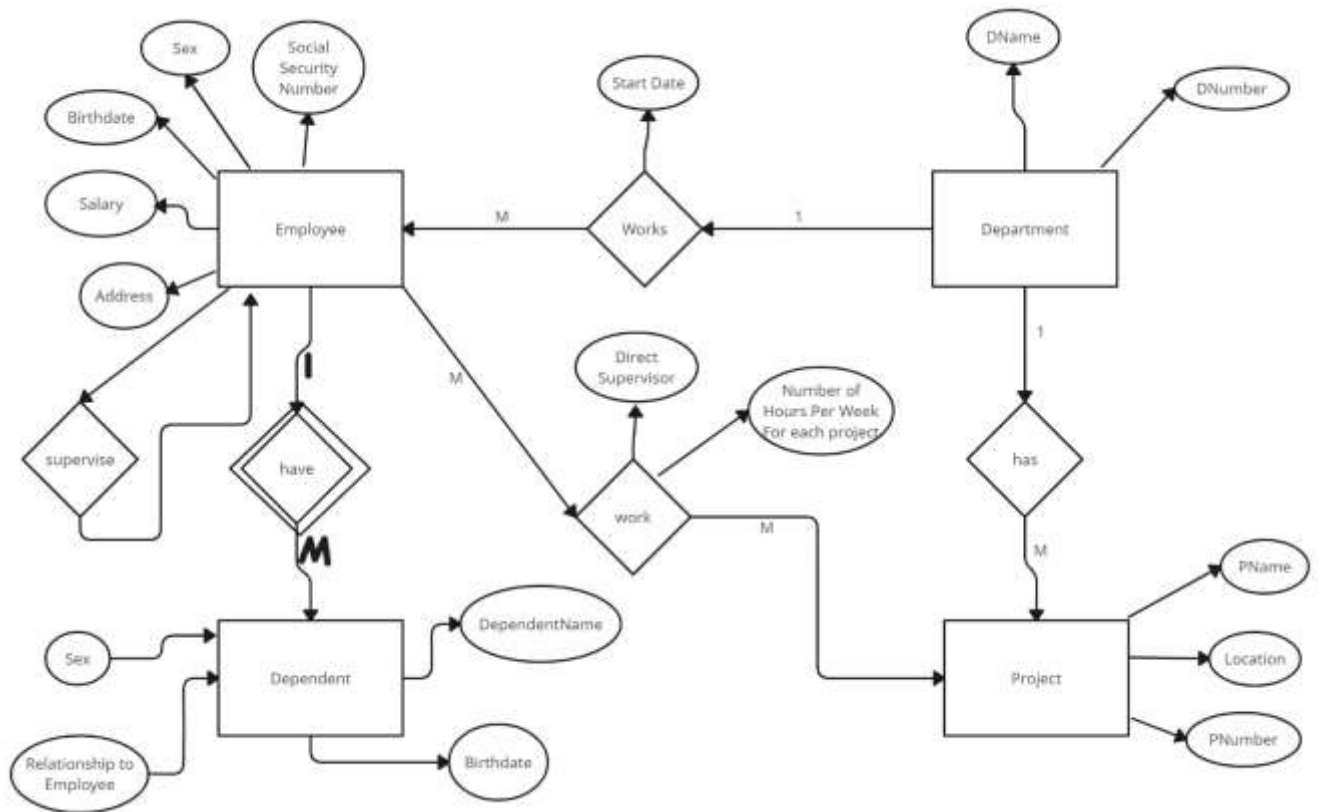 DName
Sex
Social
Security
Number
Start Date
DNumber
Birthdate
Salary
Employee
M
Works
1
Department
Address
1
Direct
Supervisor
Number of
Hours Per Week
For each project
I
M
supervise
have
has
work
M
M
M
PName
DependentName
Sex
Dependent
Project
Location
Relationship to
Employee
Birthdate
PNumber